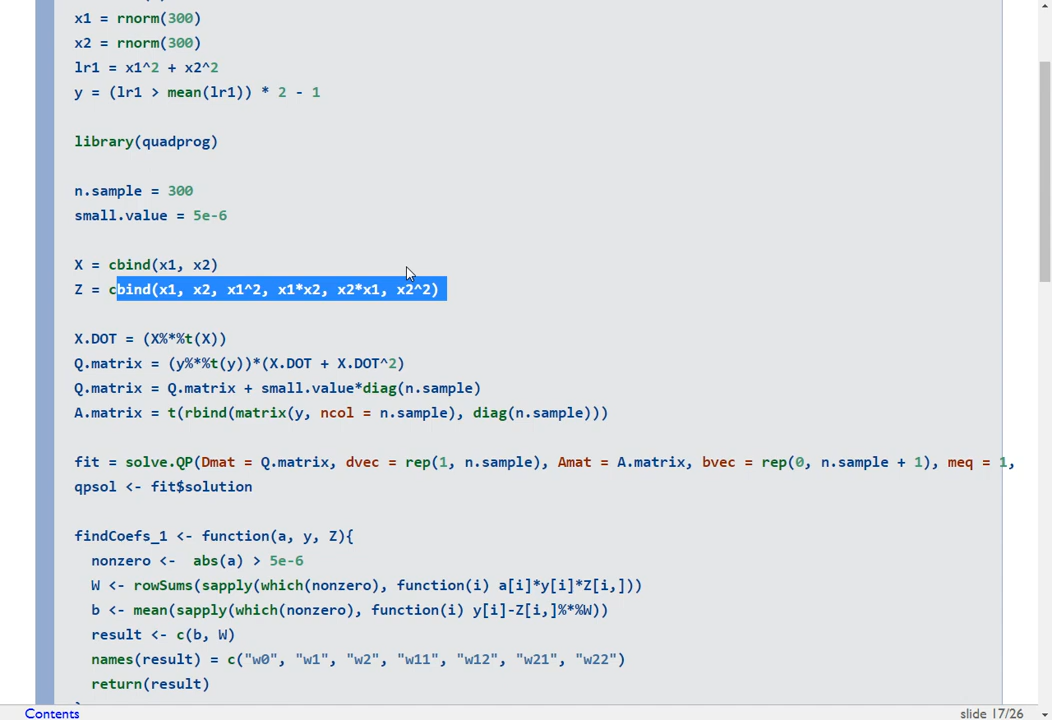 x1 = rnorm(300)
x2 = rnorm(300)
lr1 = x1^2 + x2^2
y = (lr1 > mean(lr1)) * 2 - 1
library(quadprog)
n.sample = 300
small.value = 5e-6
X = cbind(x1, x2)
Z = cbind(x1, x2, x1^2, x1*x2, x2*x1, x2^2)
X.DOT = (X%*%t(X))
Q.matrix = (y%*%t(y))*(X.DOT + X.DOT^2)
Q.matrix = Q.matrix + small.value*diag(n.sample)
A.matrix = t(rbind(matrix(y, ncol = n.sample), diag(n.sample)))
fit = solve.QP(Dmat = Q.matrix, dvec = rep(1, n.sample), Amat = A.matrix, bvec = rep(0, n.sample + 1), meq = 1,
qpsol <- fit$solution
findCoefs_1 <- function(a, y, Z){
  nonzero <-  abs(a) > 5e-6
  W <- rowSums(sapply(which(nonzero), function(i) a[i]*y[i]*Z[i,]))
  b <- mean(sapply(which(nonzero), function(i) y[i]-Z[i,]%*%W))
  result <- c(b, W)
  names(result) = c("w0", "w1", "w2", "w11", "w12", "w21", "w22")
  return(result)
Contents
slide 17/26